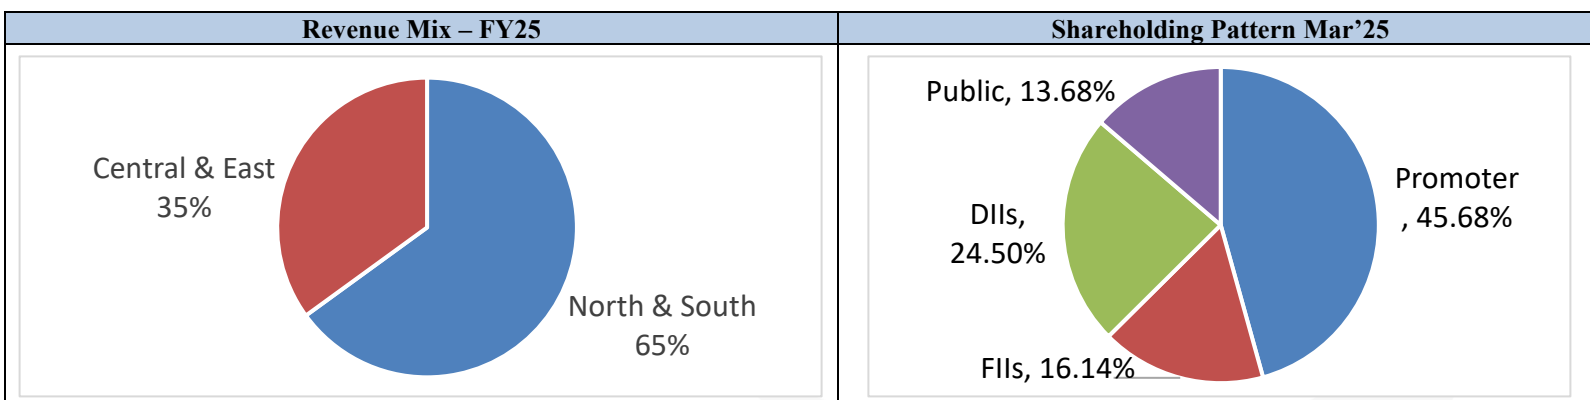 Revenue Mix – FY25
Central & East
35%
North & South
65%
Shareholding Pattern Mar’25
Public, 13.68%
Promoter
, 45.68%
DIIs,
24.50%
FIIs, 16.14%